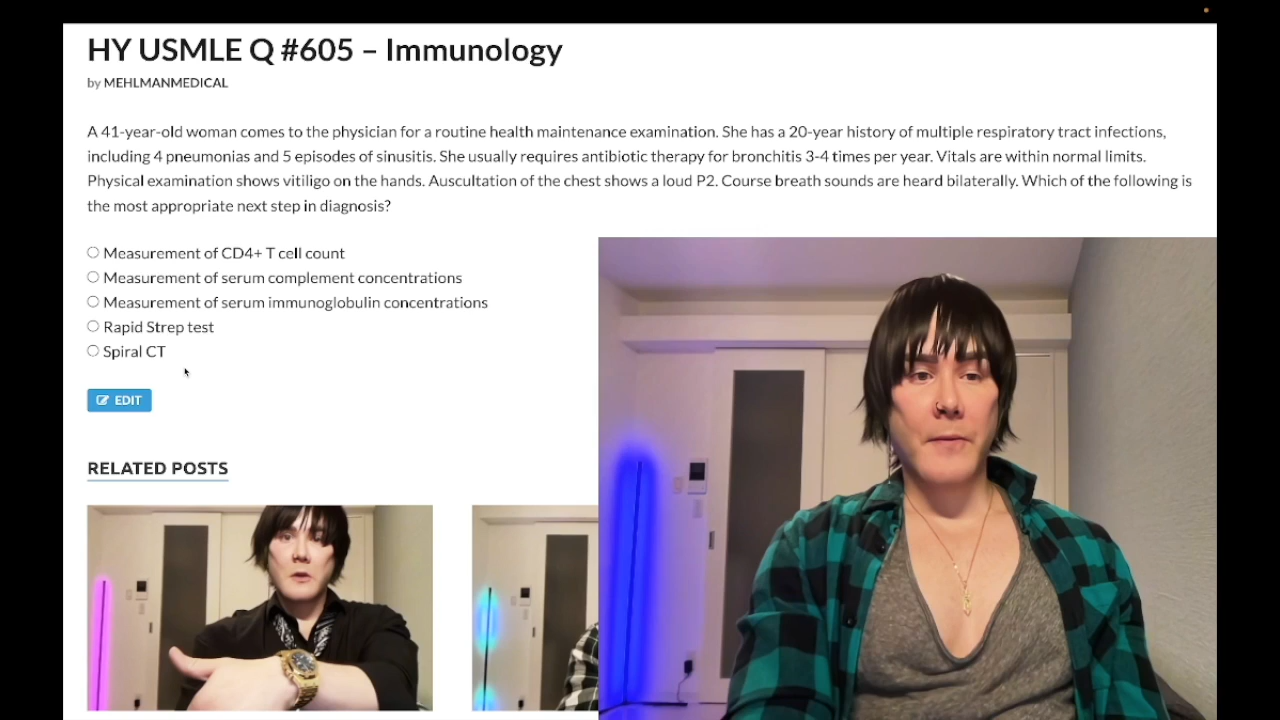 HY USMLE Q #605 – Immunology
by MEHLMANMEDICAL
A 41-year-old woman comes to the physician for a routine health maintenance examination. She has a 20-year history of multiple respiratory tract infections,
including 4 pneumonias and 5 episodes of sinusitis. She usually requires antibiotic therapy for bronchitis 3-4 times per year. Vitals are within normal limits.
Physical examination shows vitiligo on the hands. Auscultation of the chest shows a loud P2. Course breath sounds are heard bilaterally. Which of the following is
the most appropriate next step in diagnosis?
Measurement of CD4+ T cell count
Measurement of serum complement concentrations
Measurement of serum immunoglobulin concentrations
Rapid Strep test
Spiral CT
EDIT
RELATED POSTS